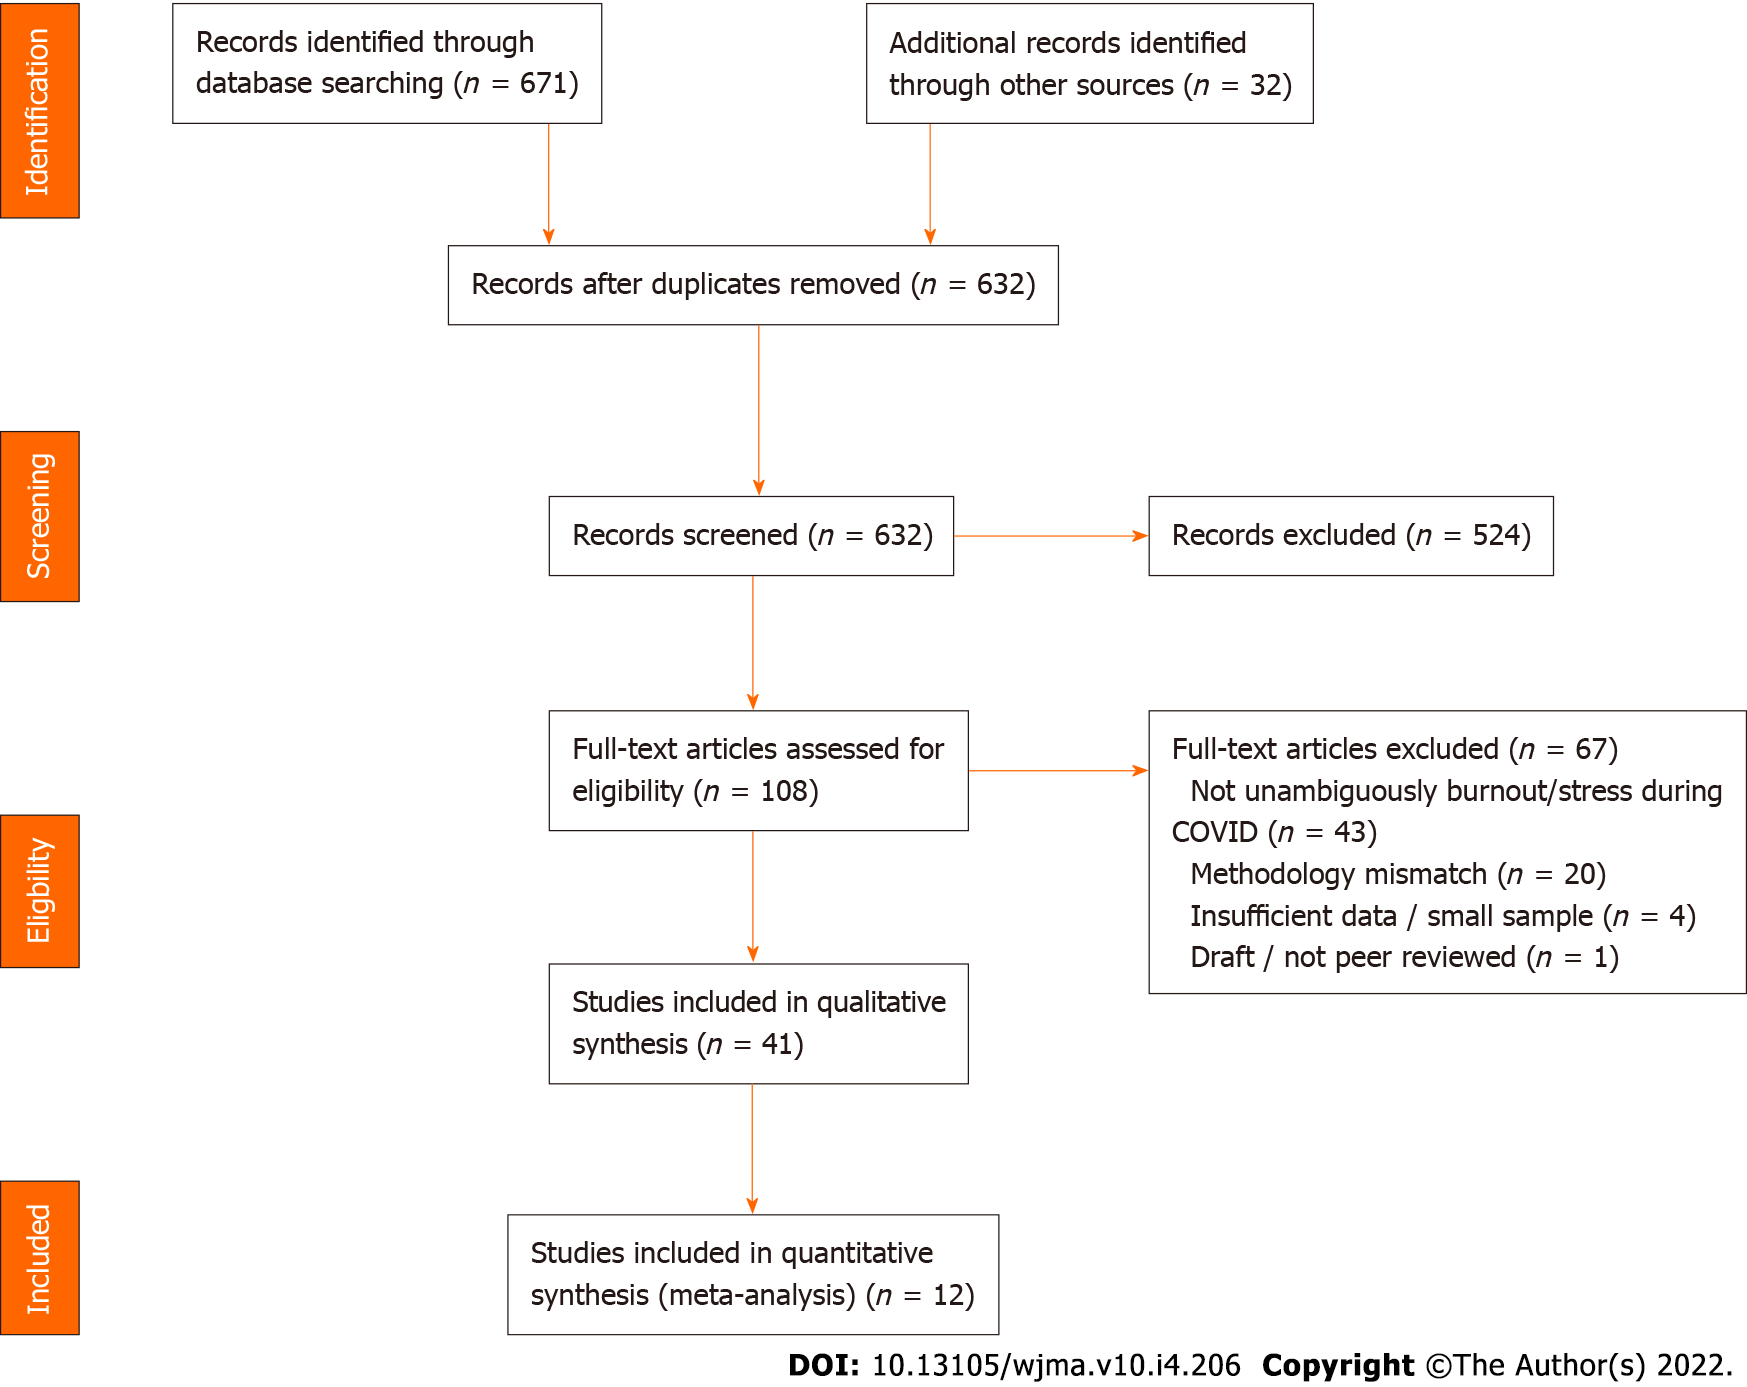 Identification
Records identified through
database searching (n = 671)
Additional records identified
through other sources (n = 32)
Records after duplicates removed (n = 632)
Screening
Records screened (n = 632)
Records excluded (n = 524)
Eligbility
Full-text articles assessed for
eligibility (n = 108)
Full-text articles excluded (n = 67)
Not unambiguously burnout/stress during
COVID (n = 43)
Methodology mismatch (n = 20)
Insufficient data / small sample (n = 4)
Draft / not peer reviewed (n = 1)
Studies included in qualitative
synthesis (n = 41)
Included
Studies included in quantitative
synthesis (meta-analysis) (n = 12)
DOI: 10.13105/wjma.v10.i4.206 Copyright ©The Author(s) 2022.